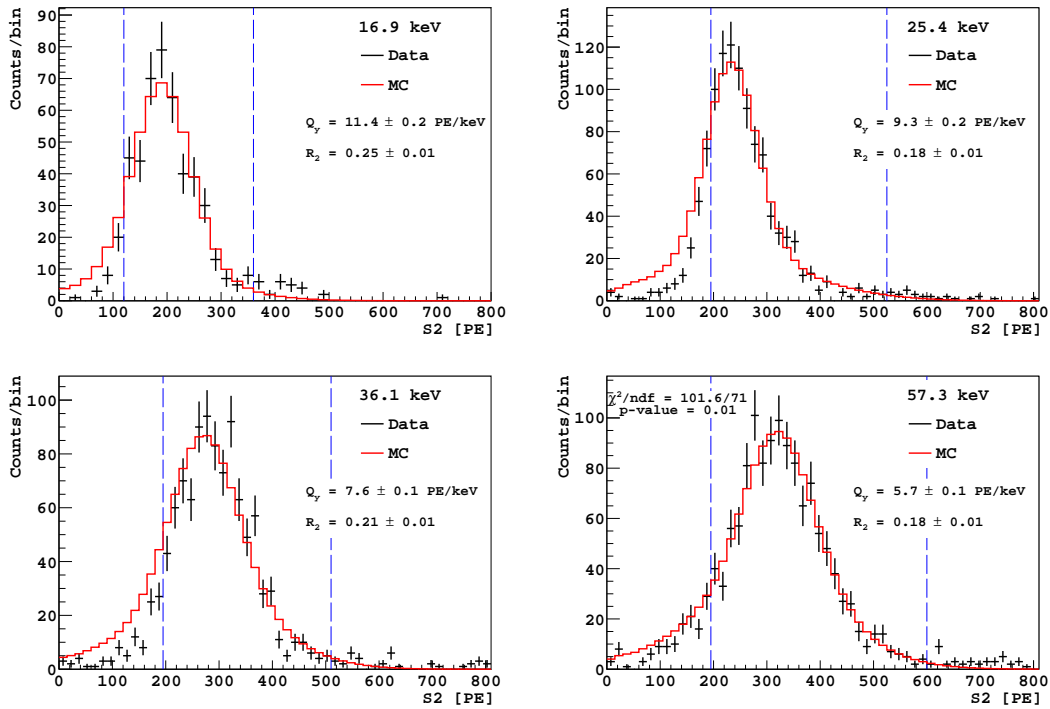 Counts/bin
90
80
70
60
50
40
30
20
10
0
16.9 keV
Data
MC
Q_y = 11.4 ± 0.2 PE/keV
R_2 = 0.25 ± 0.01
0 100 200 300 400 500 600 700 800
S2 [PE]
Counts/bin
120
100
80
60
40
20
0
25.4 keV
Data
MC
Q_y = 9.3 ± 0.2 PE/keV
R_2 = 0.18 ± 0.01
0 100 200 300 400 500 600 700 800
S2 [PE]
Counts/bin
100
80
60
40
20
0
36.1 keV
Data
MC
Q_y = 7.6 ± 0.1 PE/keV
R_2 = 0.21 ± 0.01
0 100 200 300 400 500 600 700 800
S2 [PE]
Counts/bin
100
80
60
40
20
0
χ²/ndf = 101.6/71
p-value = 0.01
57.3 keV
Data
MC
Q_y = 5.7 ± 0.1 PE/keV
R_2 = 0.18 ± 0.01
0 100 200 300 400 500 600 700 800
S2 [PE]